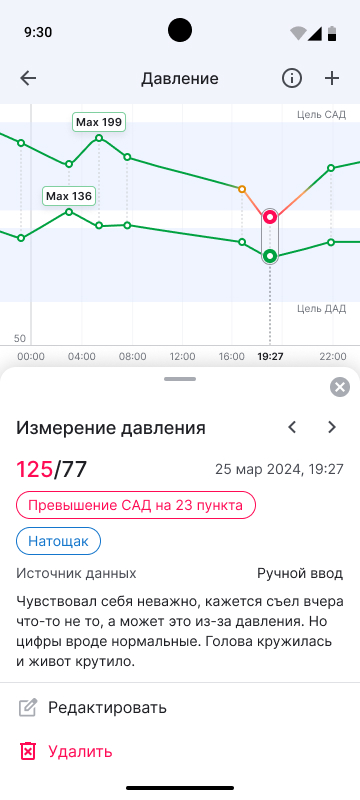 9:30
Давление
Цель САД
Max 199
Max 136
Цель ДАД
50
00:00 04:00 08:00 12:00 16:00 19:27 22:00
Измерение давления
125/77 25 мар 2024, 19:27
Превышение САД на 23 пункта
Натощак
Источник данных Ручной ввод
Чувствовал себя неважно, кажется съел вчера
что-то не то, а может это из-за давления. Но
цифры вроде нормальные. Голова кружилась
и живот крутило.
Редактировать
Удалить